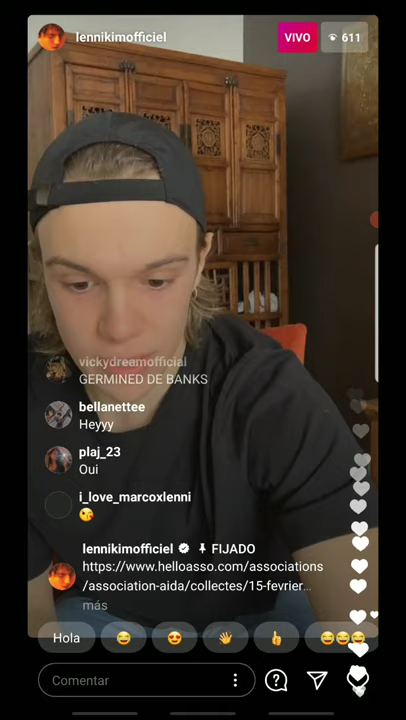 lennikimofficiel
VIVO
611
vickydreamofficial
GERMINED DE BANKS
bellanettee
Heyyy
plaj_23
Oui
i_love_marcoxlenni
😘
lennikimofficiel FIJADO
https://www.helloasso.com/associations
/association-aida/collectes/15-fevrier...
más
Hola 😂 😍 👋 👍 😂😂😂
Comentar